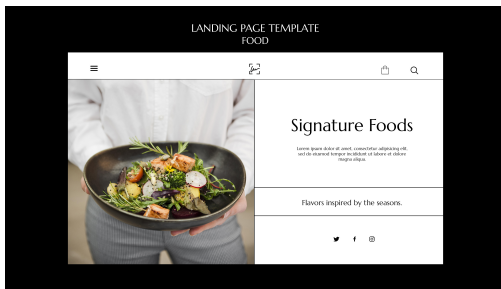 LANDING PAGE TEMPLATE
FOOD
Signature Foods
Lorem ipsum dolor sit amet, consectetur adipiscing elit,
sed do eiusmod tempor incididunt ut labore et dolore
magna aliqua.
Flavors inspired by the seasons.